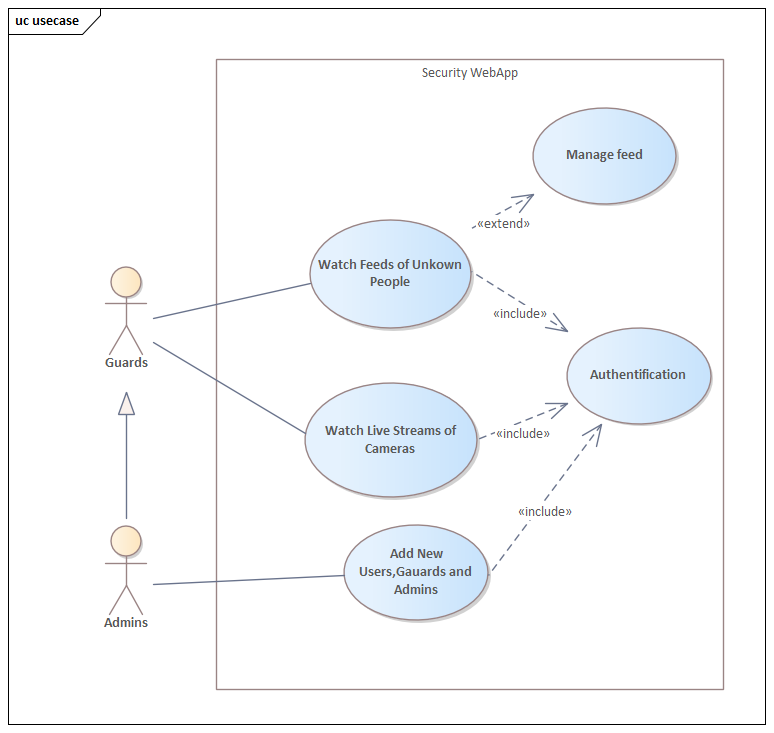 uc usecase
Security WebApp
Manage feed
«extend»
Watch Feeds of Unkown
People
«include»
Guards
Authentification
Watch Live Streams of
Cameras
«include»
«include»
Add New
Users,Gauards and
Admins
Admins